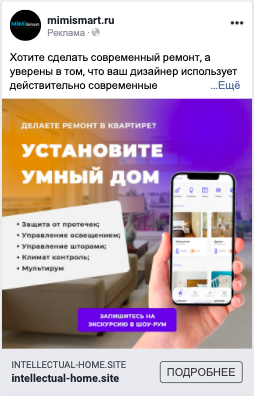 mimismart.ru
Реклама ·
Хотите сделать современный ремонт, а
уверены в том, что ваш дизайнер использует
действительно современные ...Ещё
ДЕЛАЕТЕ РЕМОНТ В КВАРТИРЕ?
УСТАНОВИТЕ
УМНЫЙ ДОМ
• Защита от протечек;
• Управление освещением;
• Управление шторами;
• Климат контроль;
• Мультирум
ЗАПИШИТЕСЬ НА
ЭКСКУРСИЮ В ШОУ-РУМ
INTELLECTUAL-HOME.SITE
intellectual-home.site
ПОДРОБНЕЕ